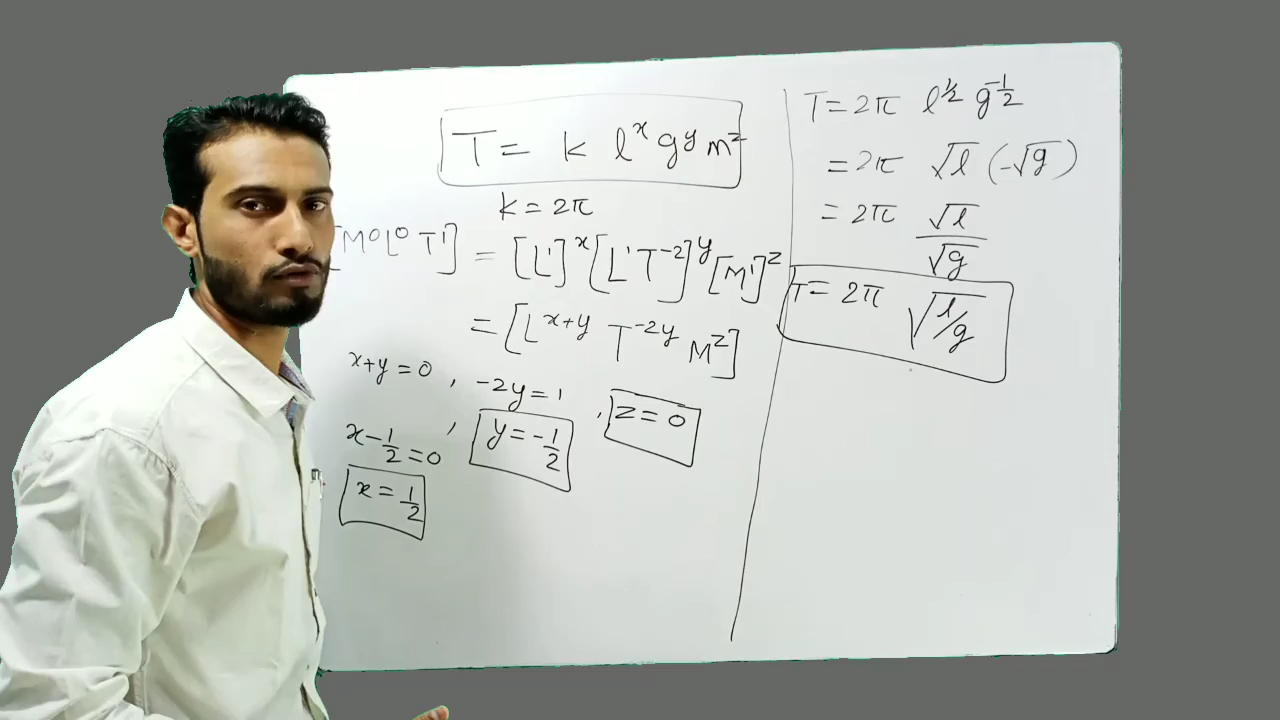 T = k l^x g^y m^z
k = 2π
[M⁰L⁰T¹] = [L¹]^x [L¹T⁻²]^y [M¹]^z
= [L^x+y T^-2y M^z]
x+y = 0 , -2y = 1 , z = 0
x - 1/2 = 0 , y = -1/2
x = 1/2
T = 2π l^1/2 g^-1/2
= 2π √l (-√g)
= 2π √l/√g
T = 2π √l/g